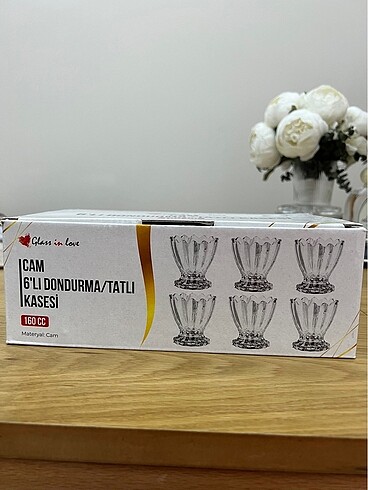 Glass in love
CAM
6'LI DONDURMA/TATLI
KASESİ
160 CC
Materyal: Cam